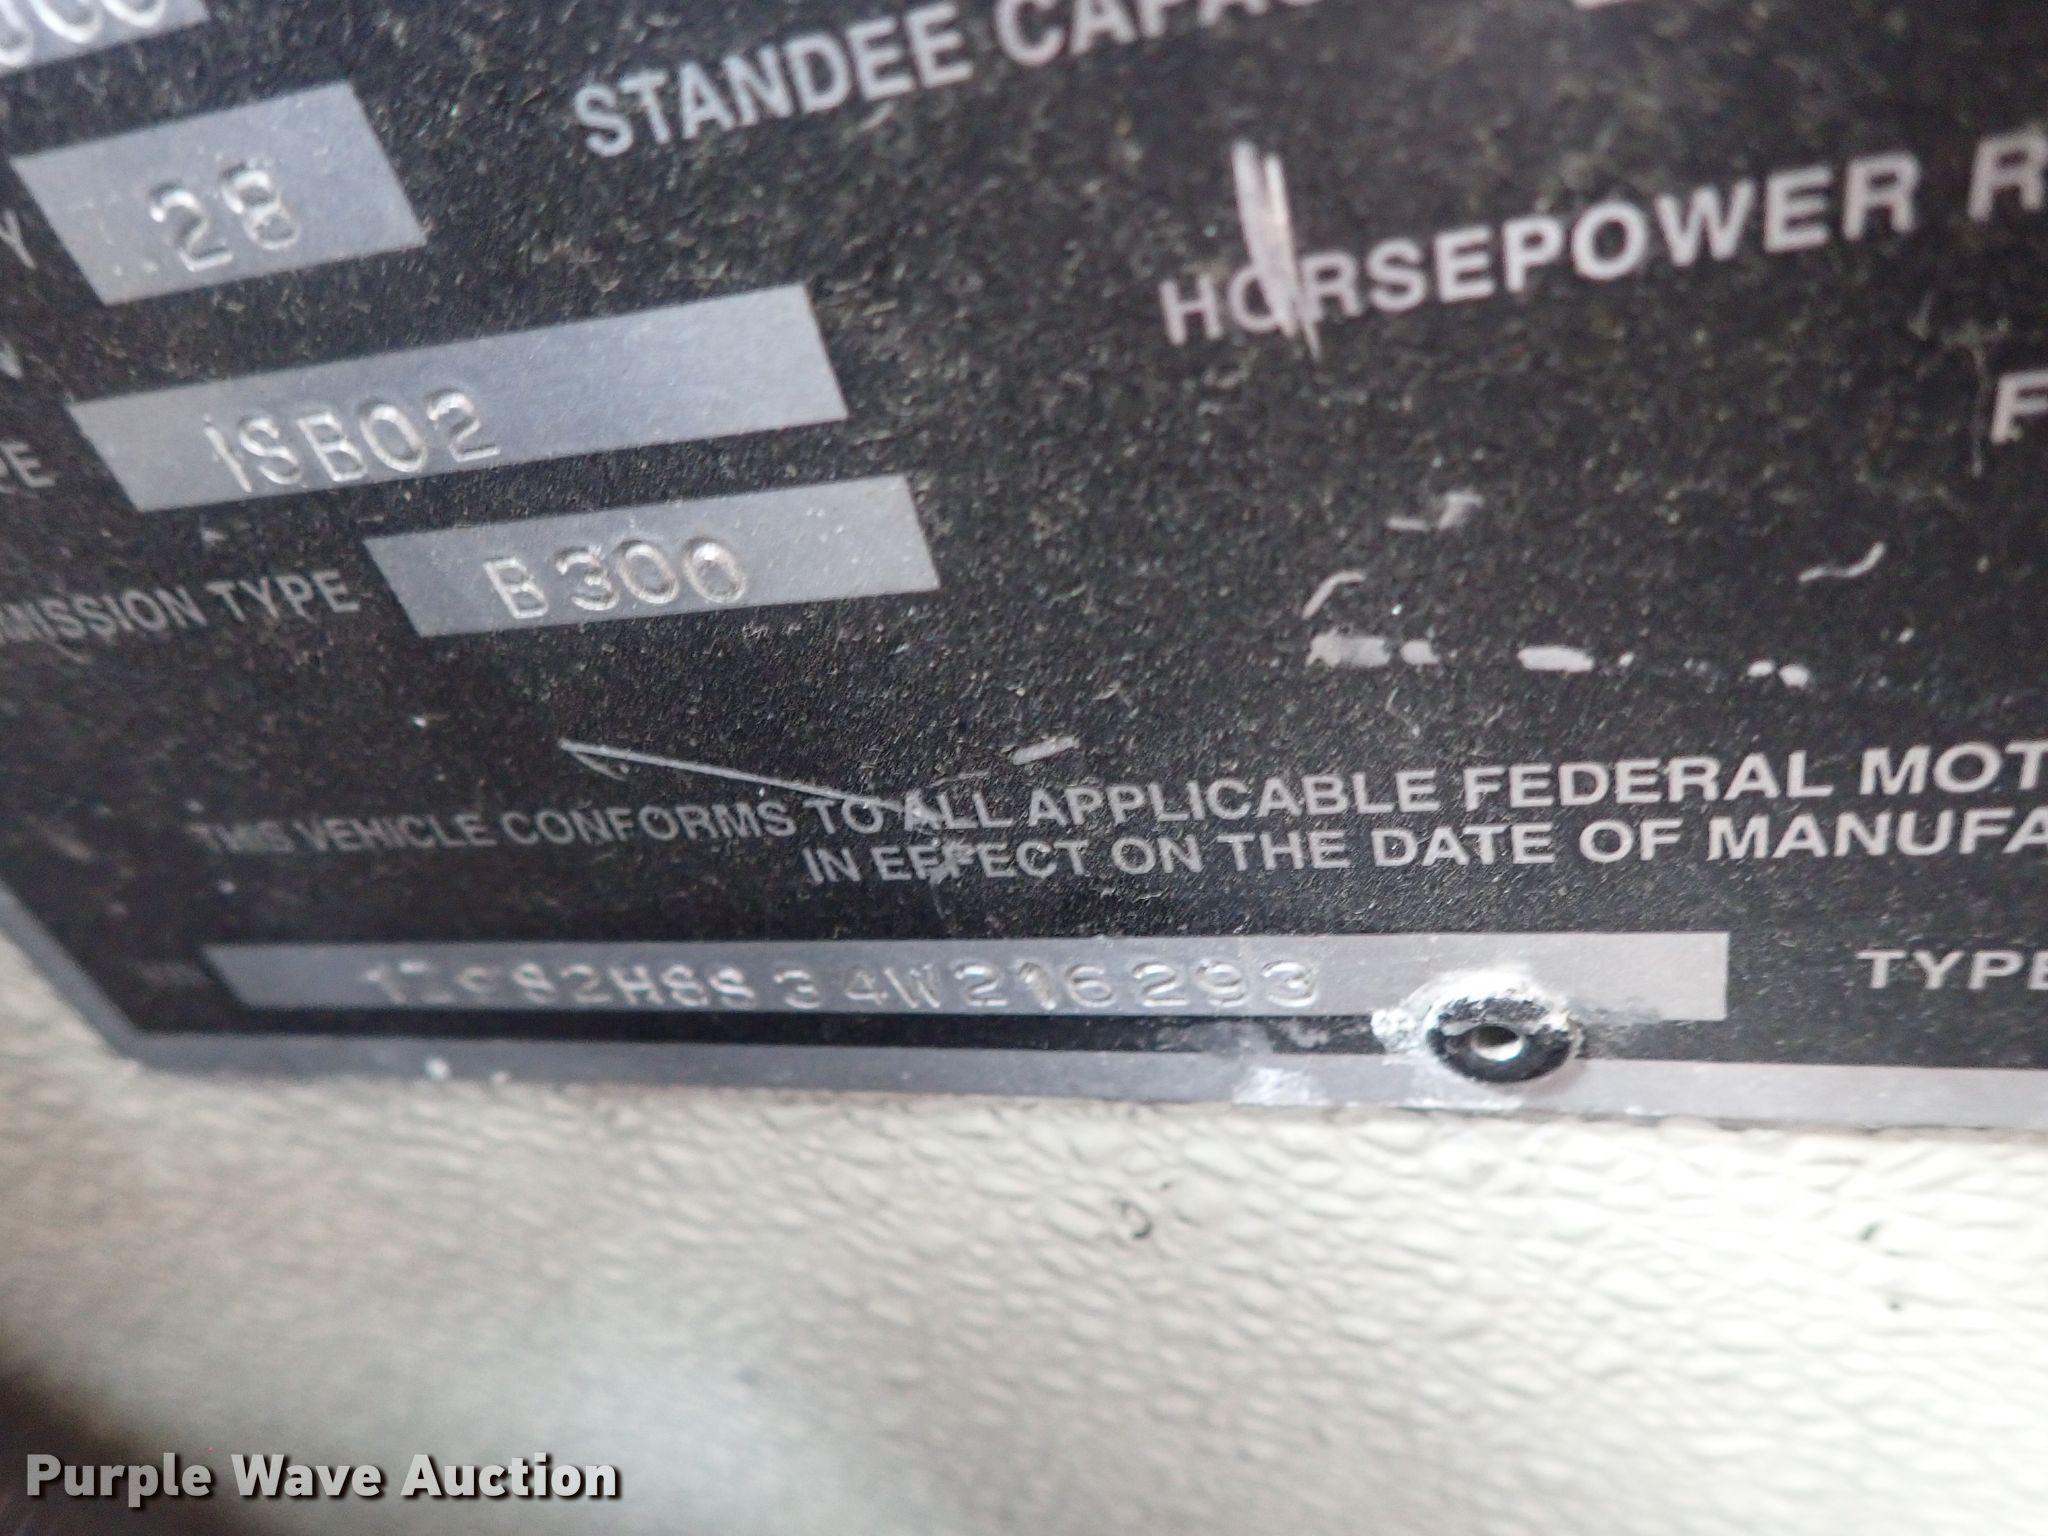 STANDEE CAPA
28
HORSEPOWER R
ISB02
F
B300
MISSION TYPE
THIS VEHICLE CONFORMS TO ALL APPLICABLE FEDERAL MOT
IN EFFECT ON THE DATE OF MANUFA
TYPE
Purple Wave Auction